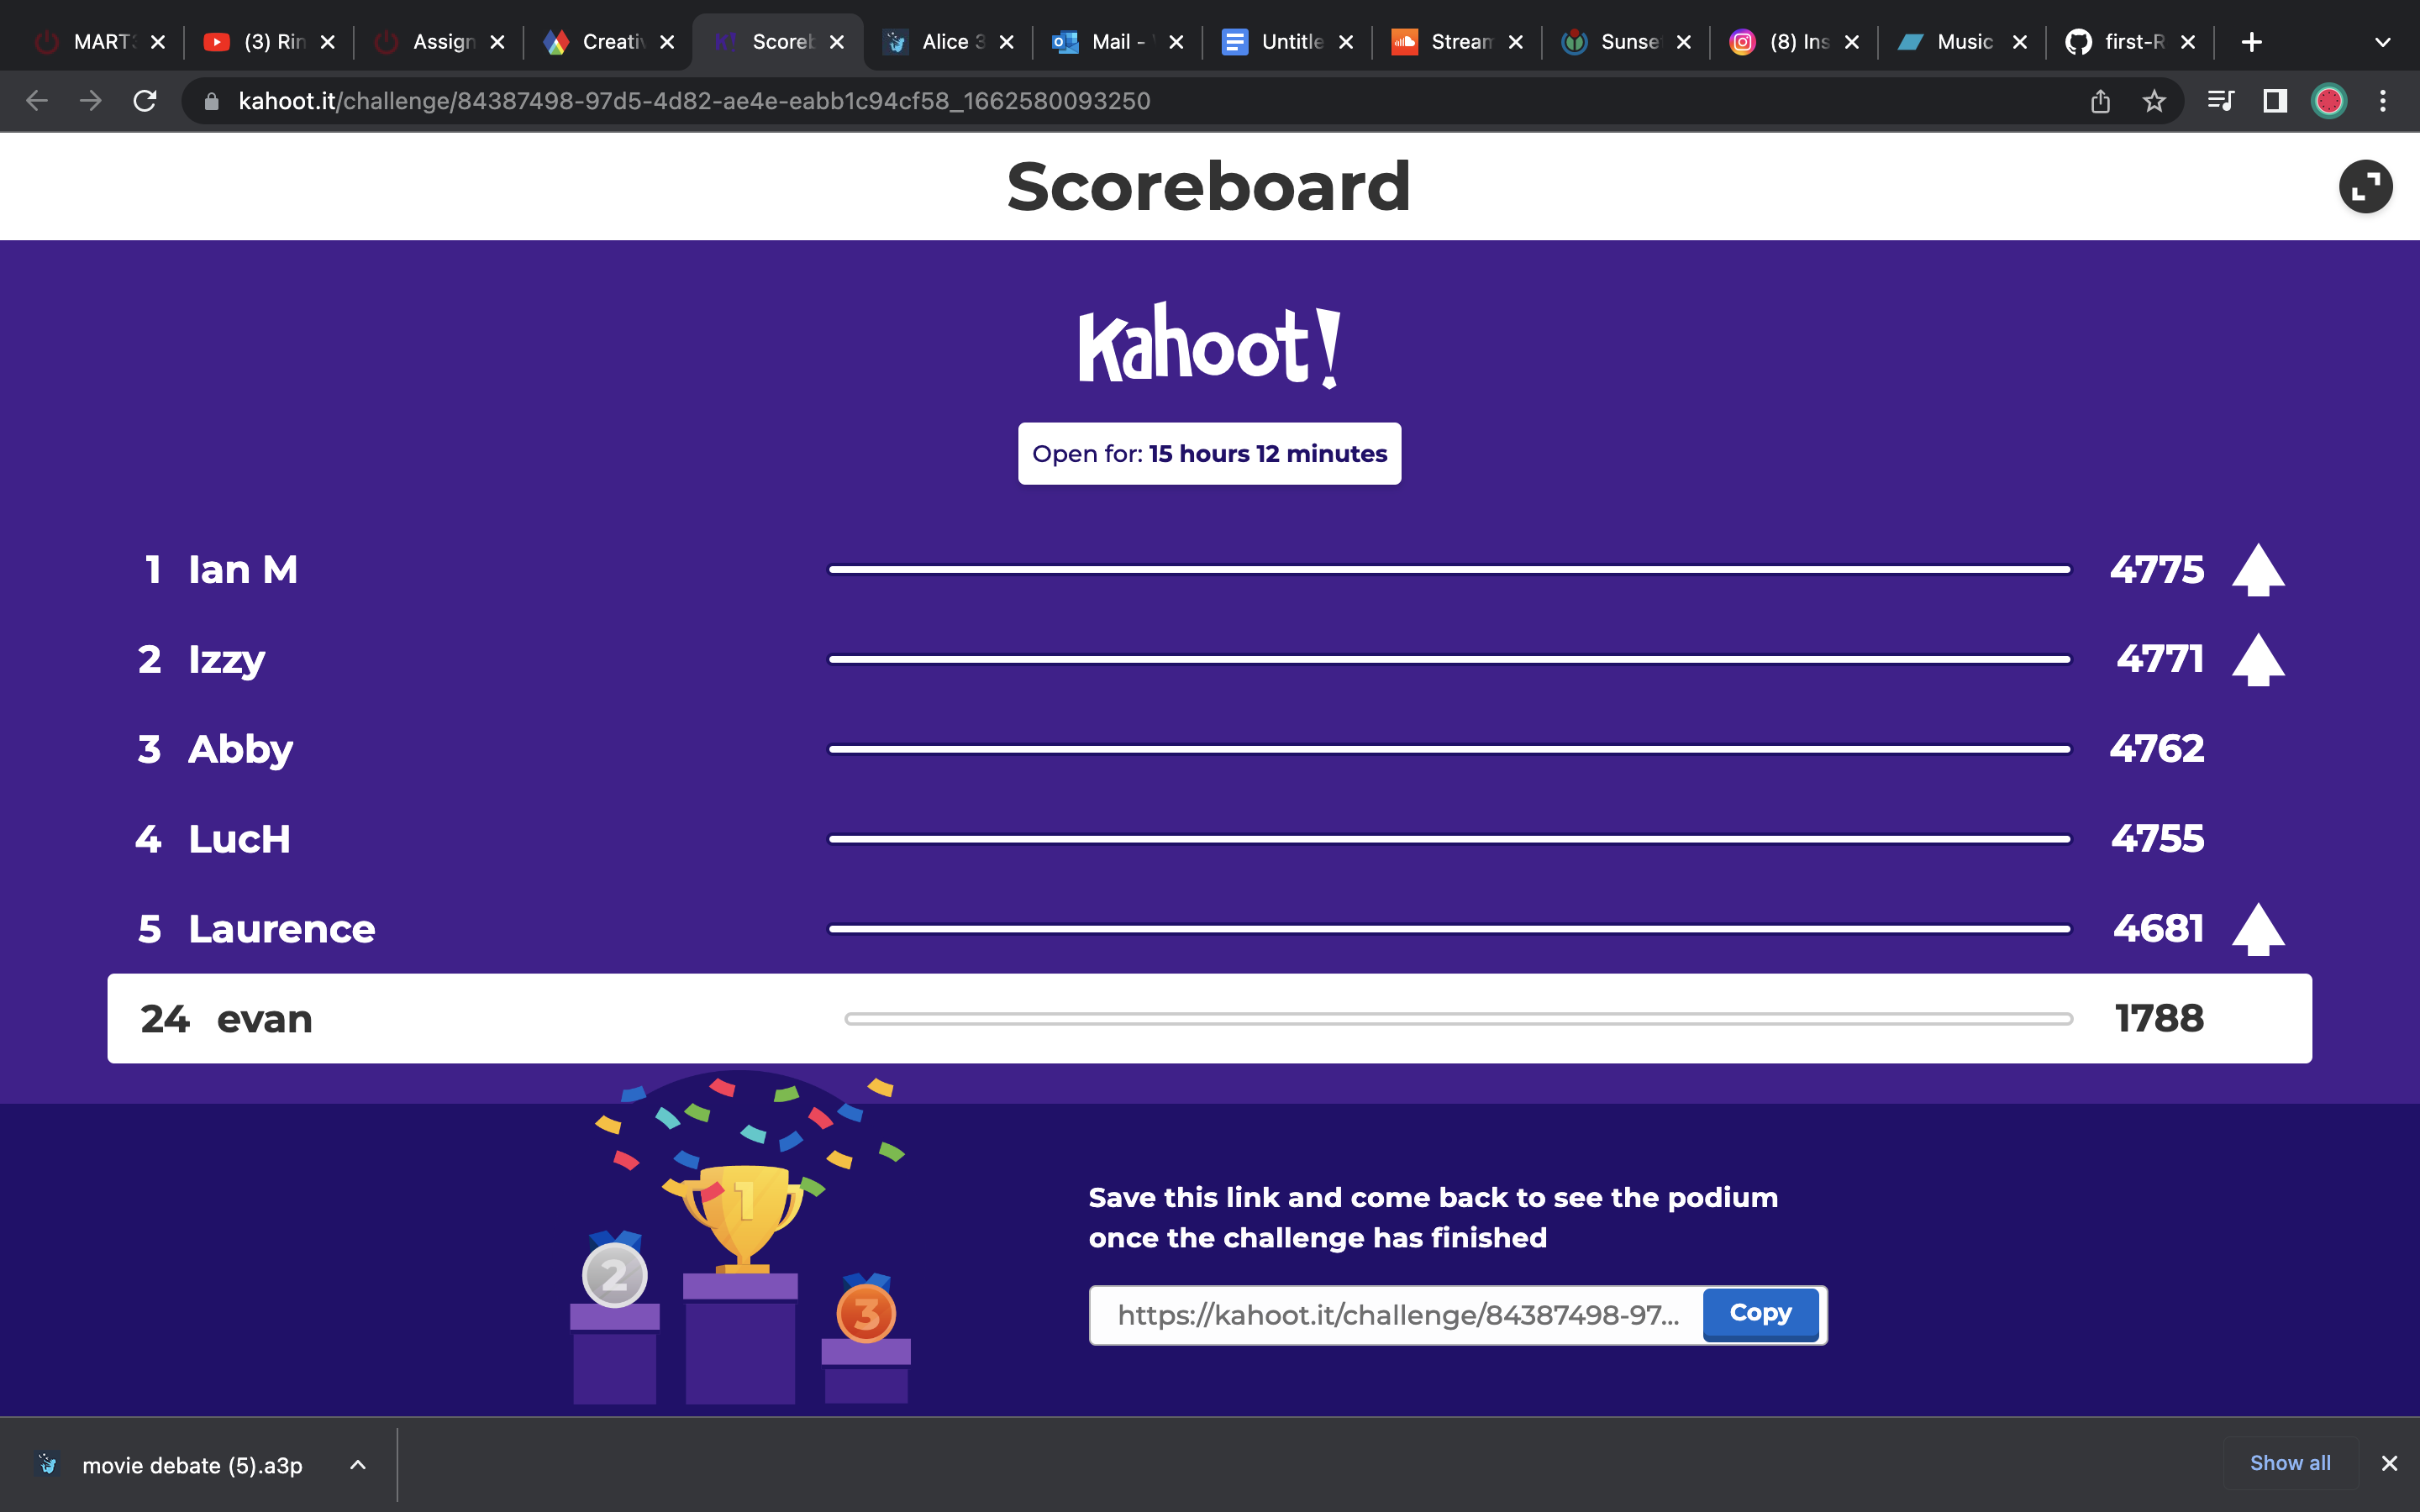 MART3 (3) Rin Assign Creativ Scoreb Alice 3 Mail - Untitle Stream Sunse (8) Ins Music first-R
kahoot.it/challenge/84387498-97d5-4d82-ae4e-eabb1c94cf58_1662580093250
Scoreboard
Kahoot!
Open for: 15 hours 12 minutes
1 Ian M 4775
2 Izzy 4771
3 Abby 4762
4 LucH 4755
5 Laurence 4681
24 evan 1788
1
2
3
Save this link and come back to see the podium
once the challenge has finished
https://kahoot.it/challenge/84387498-97... Copy
movie debate (5).a3p Show all